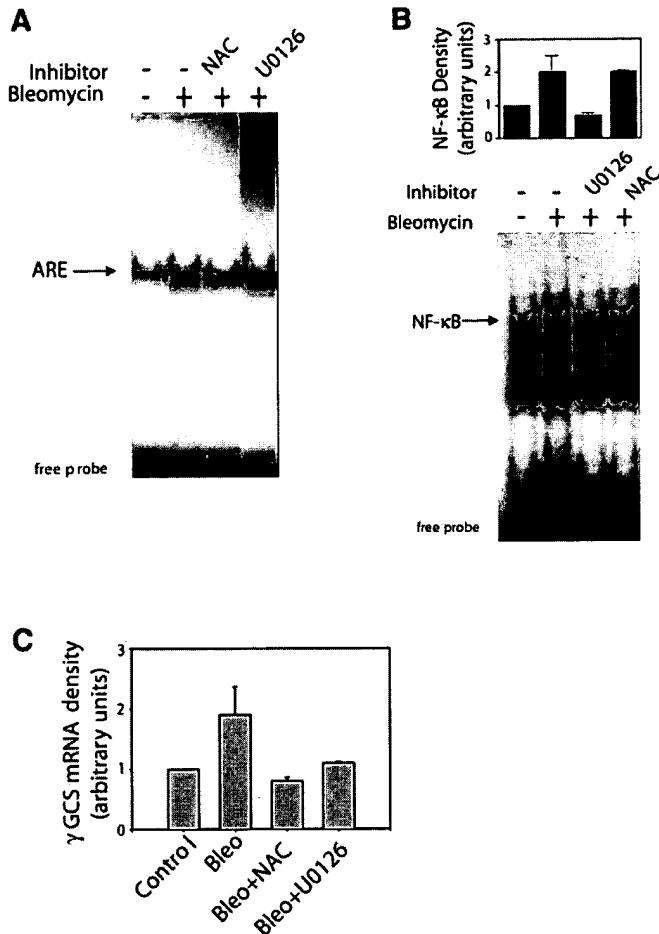 A
Inhibitor - - NAC U0126
Bleomycin - + + +
ARE
free probe
B
NF-κB Density
(arbitrary units)
3
2
1
0
Inhibitor - - U0126 NAC
Bleomycin - + + +
NF-κB
free probe
C
γGCS mRNA density
(arbitrary units)
3
2
1
0
Control
Bleo
Bleo+NAC
Bleo+U0126